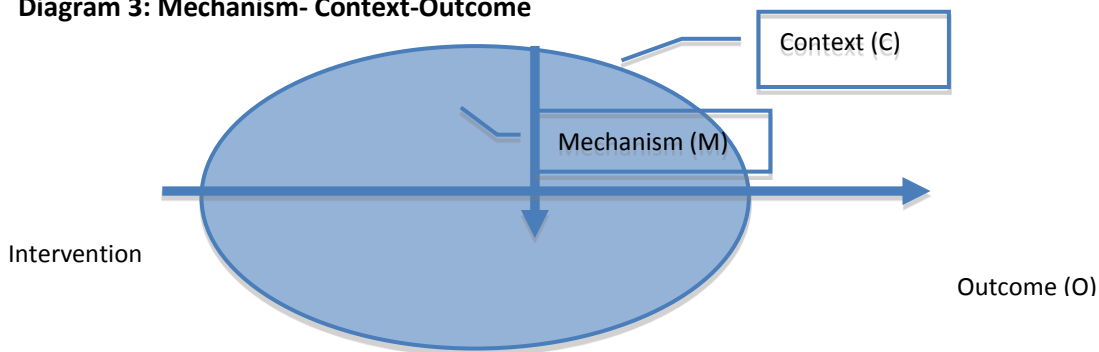 Diagram 3: Mechanism- Context-Outcome
Context (C)
Mechanism (M)
Intervention
Outcome (O)